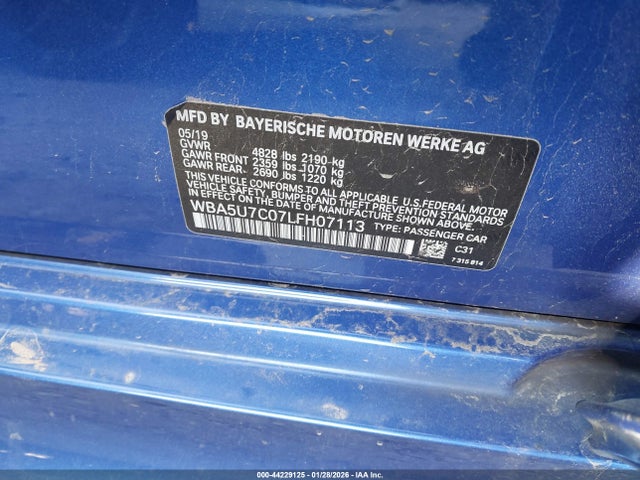 MFD BY BAYERISCHE MOTOREN WERKE AG
05/19
GVWR 4828 lbs 2190 kg
GAWR FRONT 2359 lbs 1070 kg
GAWR REAR 2690 lbs 1220 kg
THIS VEHICLE CONFORMS TO ALL APPLICABLE U.S.FEDERAL MOTOR
VEHICLE SAFETY, BUMPER, AND THEFT PREVENTION
STANDARDS IN EFFECT ON THE DATE OF MANUFACTURE SHOWN ABOVE.
WBA5U7C07LFH07113 TYPE: PASSENGER CAR
C31
7 315 814
000-44229125 - 01/28/2026 - IAA Inc.